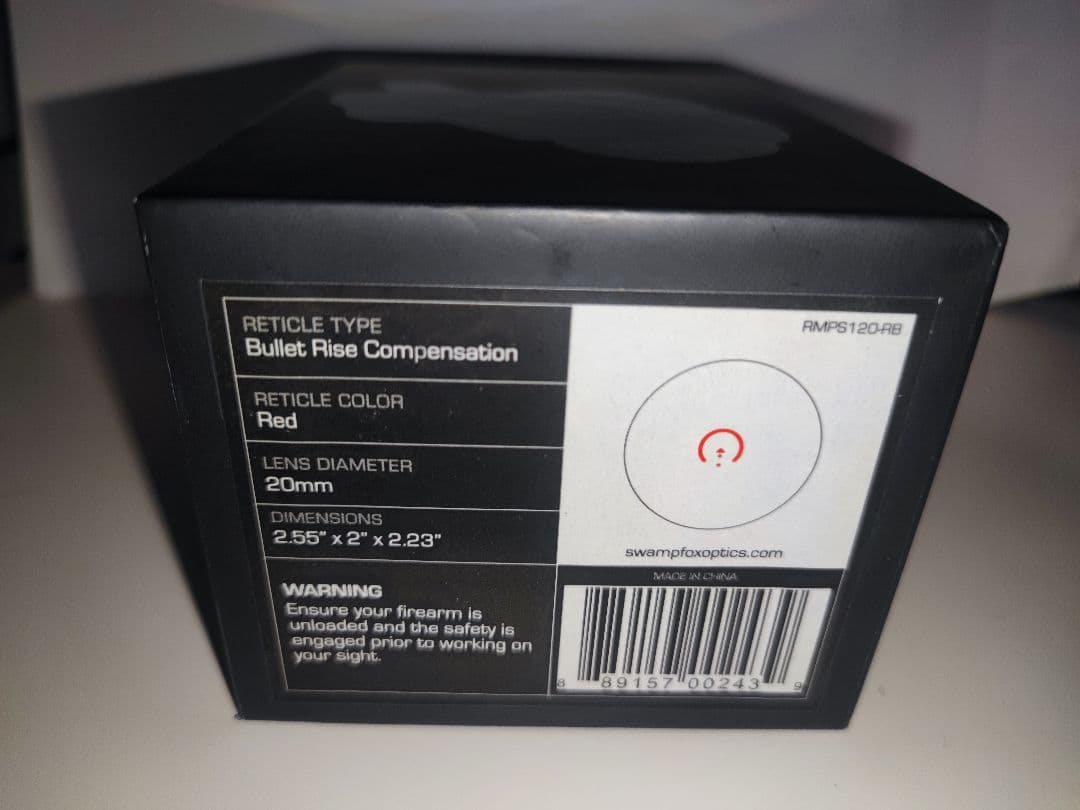 RETICLE TYPE
Bullet Rise Compensation
RETICLE COLOR
Red
LENS DIAMETER
20mm
DIMENSIONS
2.55" x 2" x 2.23"
WARNING
Ensure your firearm is
unloaded and the safety is
engaged prior to working on
your sight.
RMPS120-RB
swampfoxoptics.com
MADE IN CHINA
8 89157 00243 9